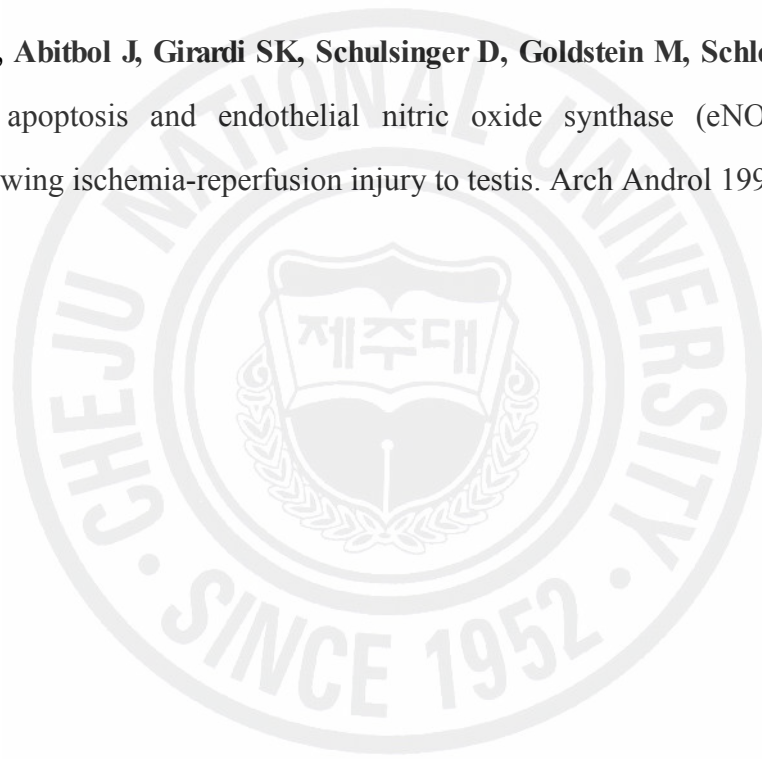 , Abitbol J, Girardi SK, Schulsinger D, Goldstein M, Schl
apoptosis and endothelial nitric oxide synthase (eNO
wing ischemia-reperfusion injury to testis. Arch Androl 199
CHEJU NATIONAL UNIVERSITY
제주대
· SINCE 1952 ·